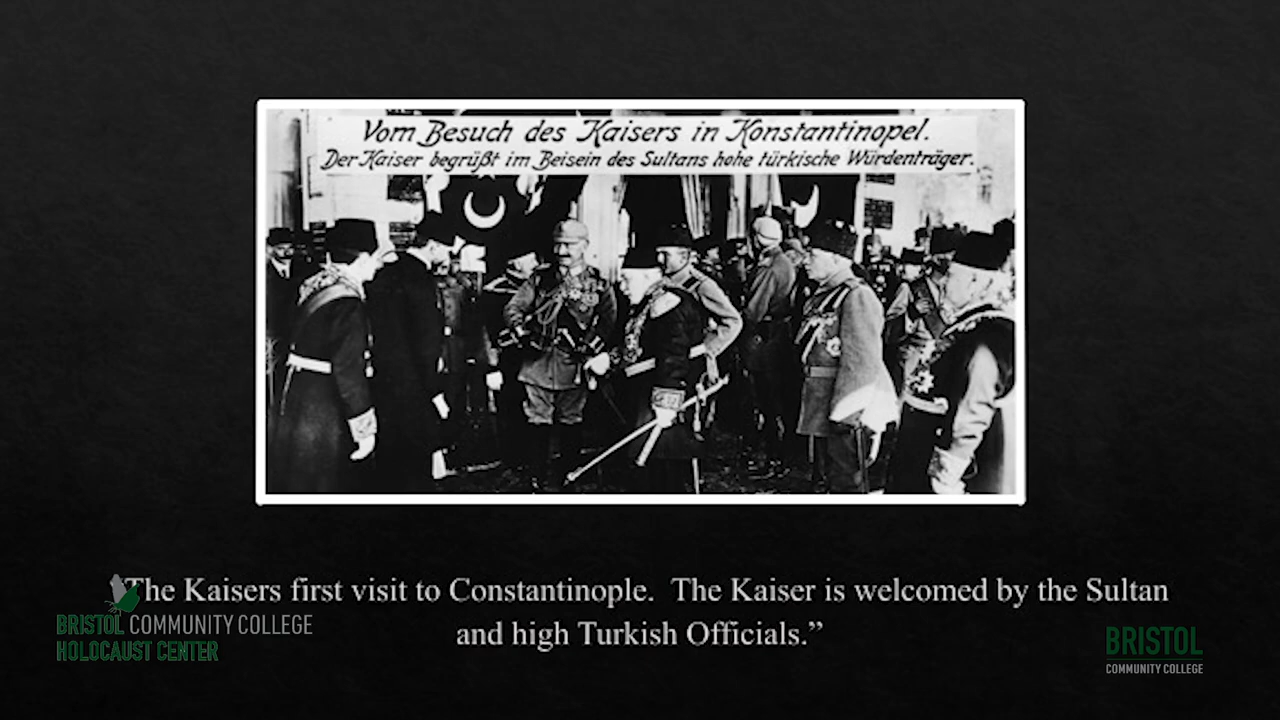 Vom Besuch des Kaisers in Konstantinopel.
Der Kaiser begrüßt im Beisein des Sultans hohe türkische Würdenträger.
“The Kaisers first visit to Constantinople. The Kaiser is welcomed by the Sultan
and high Turkish Officials.”
BRISTOL COMMUNITY COLLEGE
HOLOCAUST CENTER
BRISTOL
COMMUNITY COLLEGE